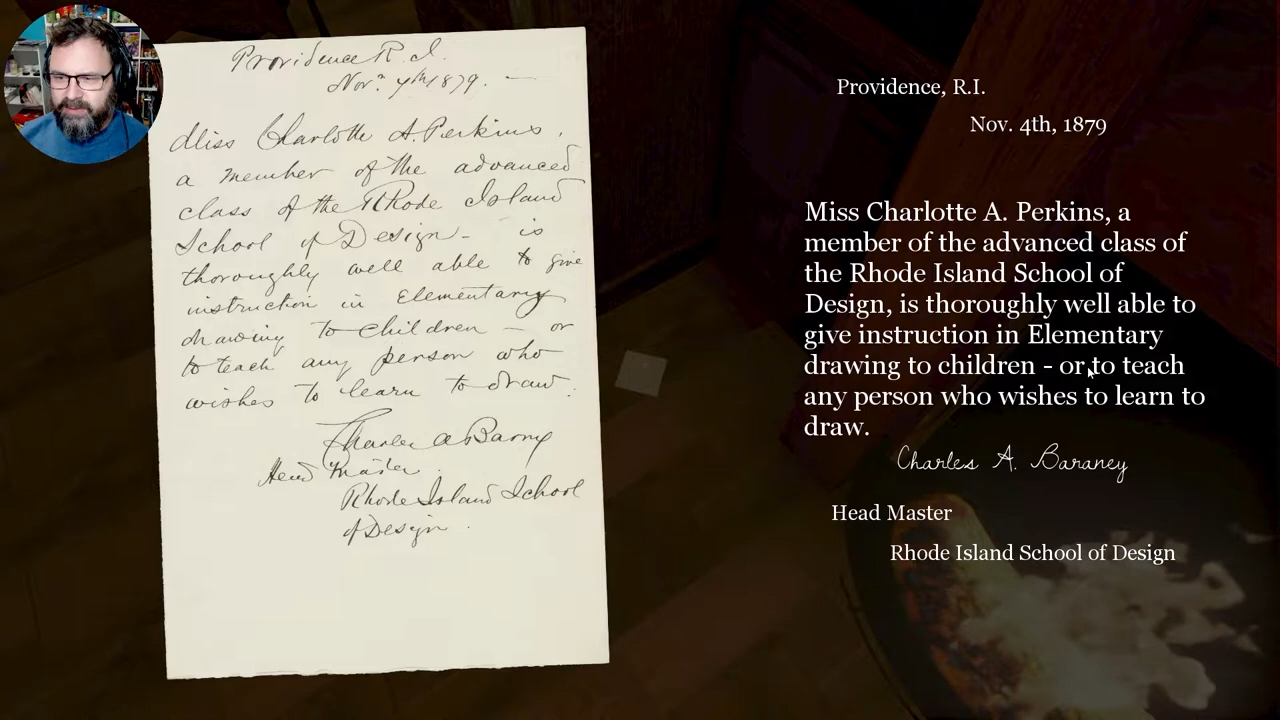 Providence R. I.
Nov. 4th 1879.
Miss Charlotte A. Perkins,
a member of the advanced
class of the Rhode Island
School of Design - is
thoroughly well able to give
instruction in Elementary
drawing to children - or
to teach any person who
wishes to learn to draw.
Charles A Barry
Head Master.
Rhode Island School
of Design.
Providence, R.I.
Nov. 4th, 1879
Miss Charlotte A. Perkins, a
member of the advanced class of
the Rhode Island School of
Design, is thoroughly well able to
give instruction in Elementary
drawing to children - or to teach
any person who wishes to learn to
draw.
Charles A. Baraney
Head Master
Rhode Island School of Design